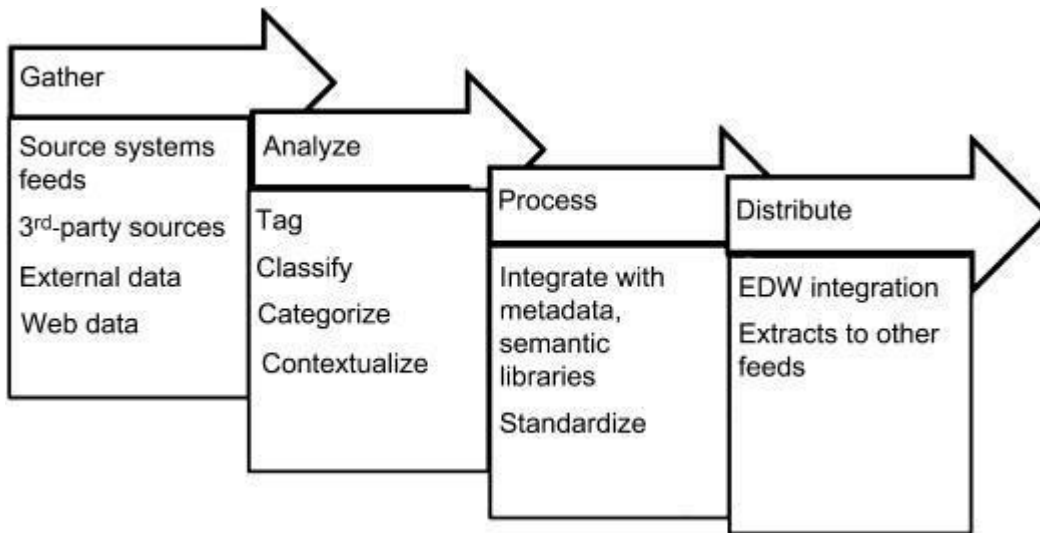 Gather
Source systems
feeds
3rd-party sources
External data
Web data
Analyze
Tag
Classify
Categorize
Contextualize
Process
Integrate with
metadata,
semantic
libraries
Standardize
Distribute
EDW integration
Extracts to other
feeds